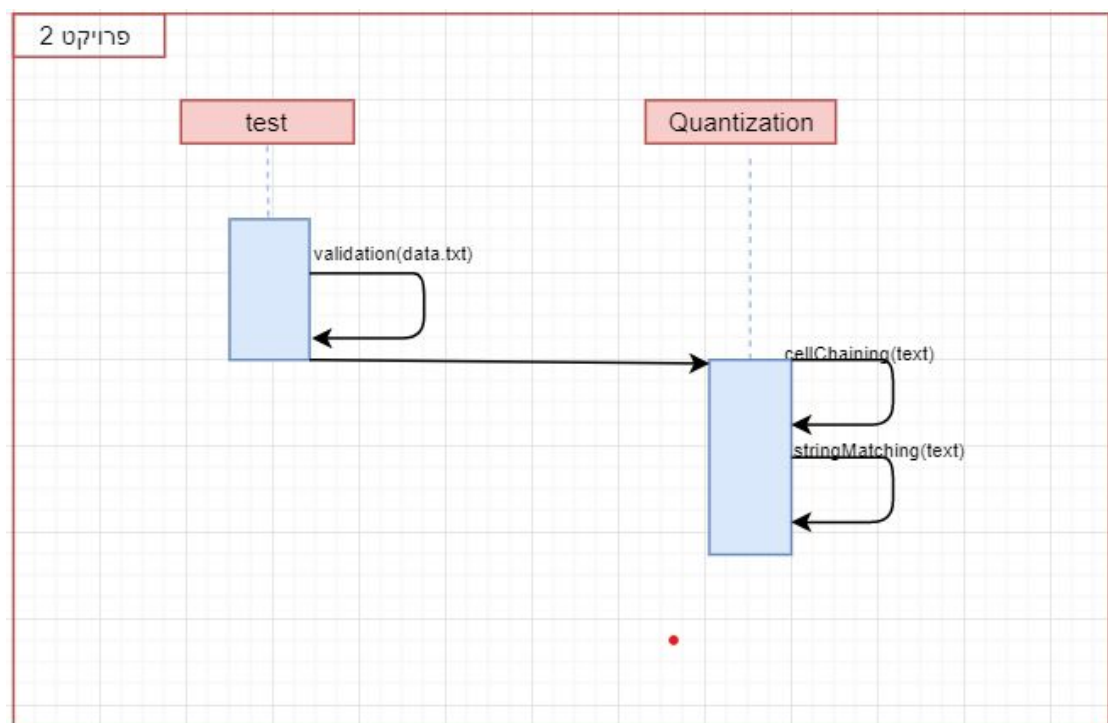 פרויקט 2
test
Quantization
validation(data.txt)
cellChaining(text)
stringMatching(text)